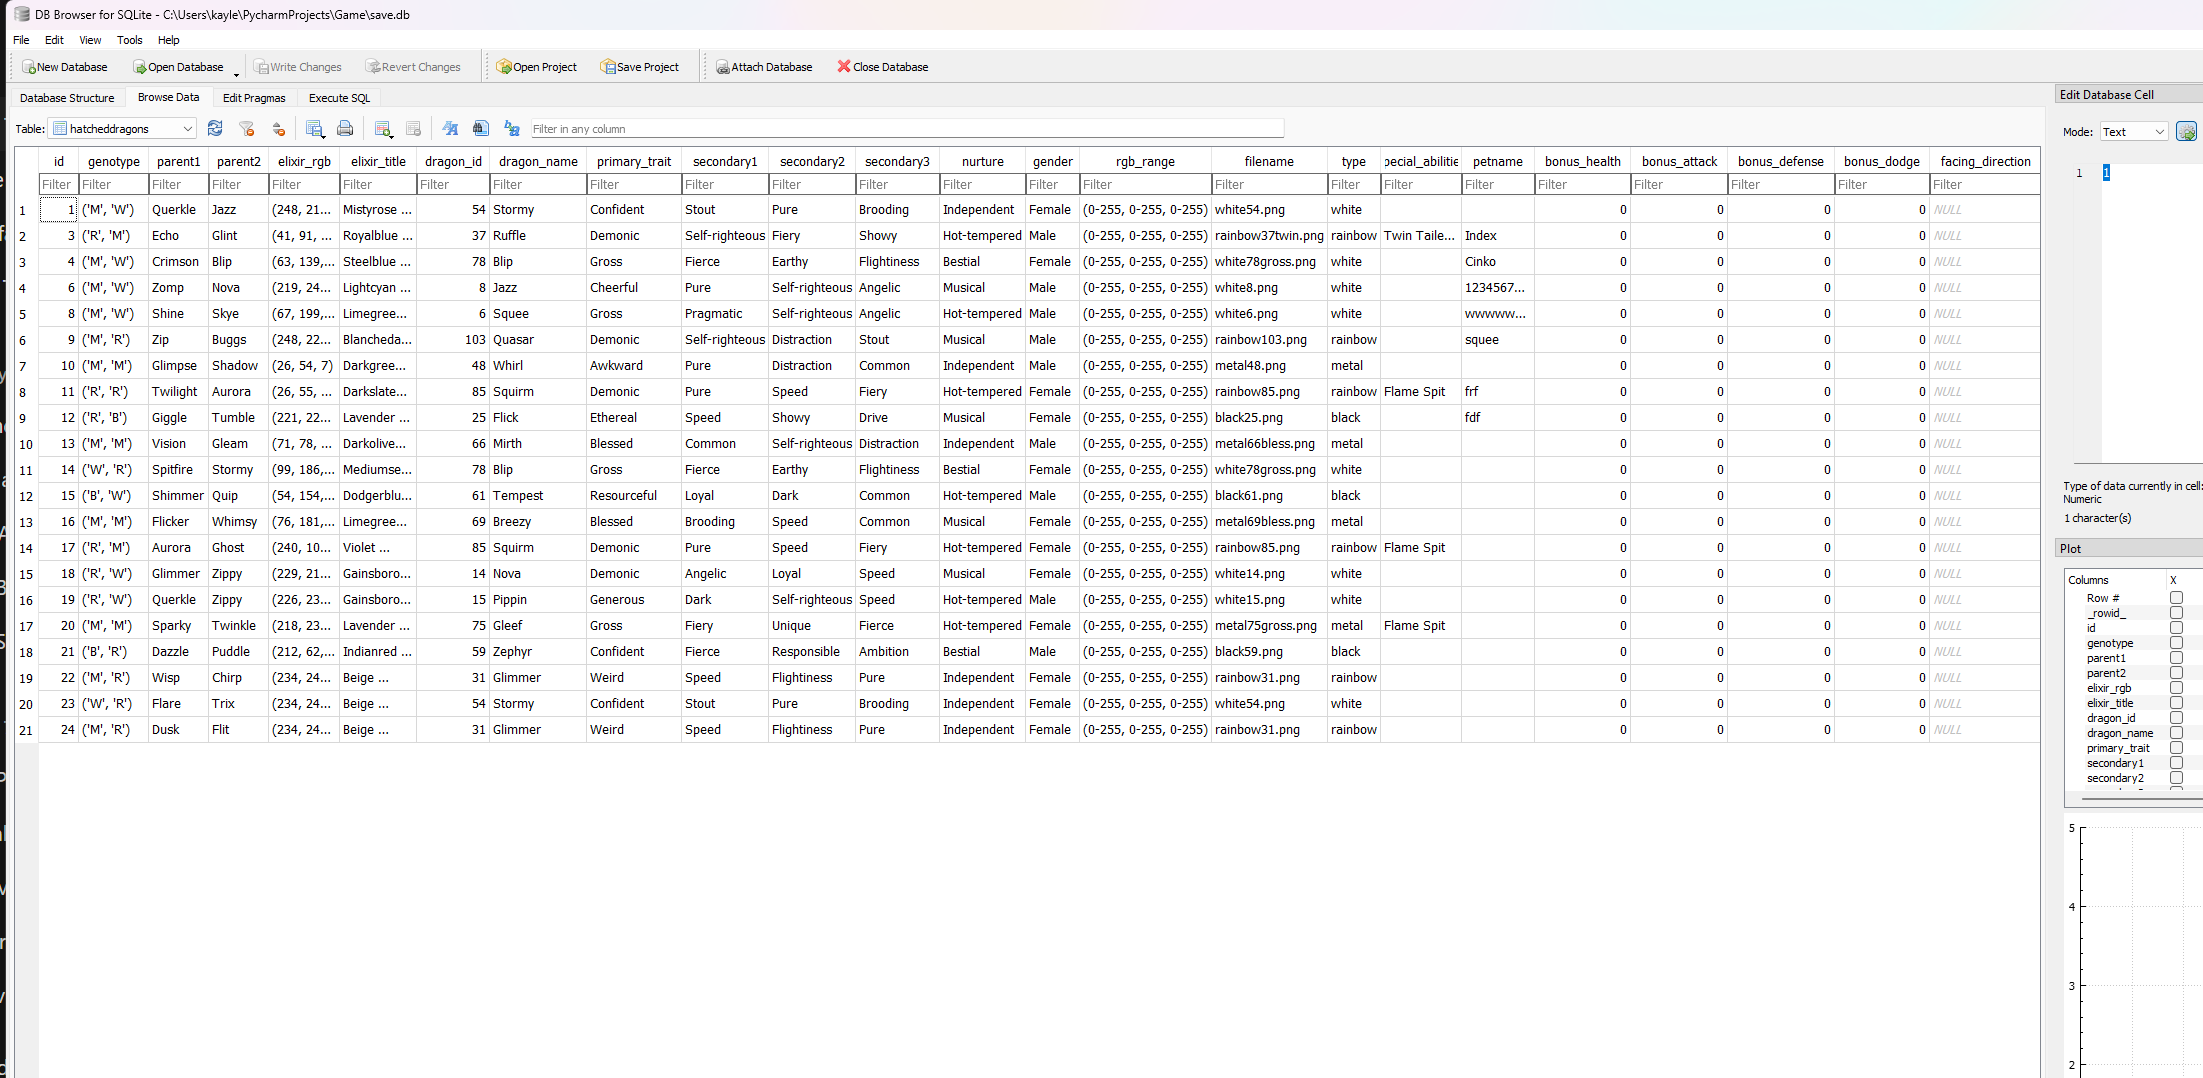 DB Browser for SQLite - C:\Users\kayle\PycharmProjects\Game\save.db
File Edit View Tools Help
New Database Open Database Write Changes Revert Changes Open Project Save Project Attach Database Close Database
Database Structure Browse Data Edit Pragmas Execute SQL
Table: hatcheddragons Filter in any column
id genotype parent1 parent2 elixir_rgb elixir_title dragon_id dragon_name primary_trait secondary1 secondary2 secondary3 nurture gender rgb_range filename type pecial_abilitie petname bonus_health bonus_attack bonus_defense bonus_dodge facing_direction
Filter Filter Filter Filter Filter Filter Filter Filter Filter Filter Filter Filter Filter Filter Filter Filter Filter Filter Filter Filter Filter Filter Filter Filter
1 1 ('M', 'W') Querkle Jazz (248, 21... Mistyrose ... 54 Stormy Confident Stout Pure Brooding Independent Female (0-255, 0-255, 0-255) white54.png white 0 0 0 0 NULL
2 3 ('R', 'M') Echo Glint (41, 91, ... Royalblue ... 37 Ruffle Demonic Self-righteous Fiery Showy Hot-tempered Male (0-255, 0-255, 0-255) rainbow37twin.png rainbow Twin Taile... Index 0 0 0 0 NULL
3 4 ('M', 'W') Crimson Blip (63, 139,... Steelblue ... 78 Blip Gross Fierce Earthy Flightiness Bestial Female (0-255, 0-255, 0-255) white78gross.png white Cinko 0 0 0 0 NULL
4 6 ('M', 'W') Zomp Nova (219, 24... Lightcyan ... 8 Jazz Cheerful Pure Self-righteous Angelic Musical Male (0-255, 0-255, 0-255) white8.png white 1234567... 0 0 0 0 NULL
5 8 ('M', 'W') Shine Skye (67, 199,... Limegree... 6 Squee Gross Pragmatic Self-righteous Angelic Hot-tempered Male (0-255, 0-255, 0-255) white6.png white wwwww... 0 0 0 0 NULL
6 9 ('M', 'R') Zip Buggs (248, 22... Blancheda... 103 Quasar Demonic Self-righteous Distraction Stout Musical Male (0-255, 0-255, 0-255) rainbow103.png rainbow squee 0 0 0 0 NULL
7 10 ('M', 'M') Glimpse Shadow (26, 54, 7) Darkgree... 48 Whirl Awkward Pure Distraction Common Independent Male (0-255, 0-255, 0-255) metal48.png metal 0 0 0 0 NULL
8 11 ('R', 'R') Twilight Aurora (26, 55, ... Darkslate... 85 Squirm Demonic Pure Speed Fiery Hot-tempered Female (0-255, 0-255, 0-255) rainbow85.png rainbow Flame Spit frf 0 0 0 0 NULL
9 12 ('R', 'B') Giggle Tumble (221, 22... Lavender ... 25 Flick Ethereal Speed Showy Drive Musical Female (0-255, 0-255, 0-255) black25.png black fdf 0 0 0 0 NULL
10 13 ('M', 'M') Vision Gleam (71, 78, ... Darkolive... 66 Mirth Blessed Common Self-righteous Distraction Independent Male (0-255, 0-255, 0-255) metal66bless.png metal 0 0 0 0 NULL
11 14 ('W', 'R') Spitfire Stormy (99, 186,... Mediumse... 78 Blip Gross Fierce Earthy Flightiness Bestial Female (0-255, 0-255, 0-255) white78gross.png white 0 0 0 0 NULL
12 15 ('B', 'W') Shimmer Quip (54, 154,... Dodgerblu... 61 Tempest Resourceful Loyal Dark Common Hot-tempered Male (0-255, 0-255, 0-255) black61.png black 0 0 0 0 NULL
13 16 ('M', 'M') Flicker Whimsy (76, 181,... Limegree... 69 Breezy Blessed Brooding Speed Common Musical Female (0-255, 0-255, 0-255) metal69bless.png metal 0 0 0 0 NULL
14 17 ('R', 'M') Aurora Ghost (240, 10... Violet ... 85 Squirm Demonic Pure Speed Fiery Hot-tempered Female (0-255, 0-255, 0-255) rainbow85.png rainbow Flame Spit 0 0 0 0 NULL
15 18 ('R', 'W') Glimmer Zippy (229, 21... Gainsboro... 14 Nova Demonic Angelic Loyal Speed Musical Female (0-255, 0-255, 0-255) white14.png white 0 0 0 0 NULL
16 19 ('R', 'W') Querkle Zippy (226, 23... Gainsboro... 15 Pippin Generous Dark Self-righteous Speed Hot-tempered Male (0-255, 0-255, 0-255) white15.png white 0 0 0 0 NULL
17 20 ('M', 'M') Sparky Twinkle (218, 23... Lavender ... 75 Gleef Gross Fiery Unique Fierce Hot-tempered Female (0-255, 0-255, 0-255) metal75gross.png metal Flame Spit 0 0 0 0 NULL
18 21 ('B', 'R') Dazzle Puddle (212, 62,... Indianred ... 59 Zephyr Confident Fierce Responsible Ambition Bestial Male (0-255, 0-255, 0-255) black59.png black 0 0 0 0 NULL
19 22 ('M', 'R') Wisp Chirp (234, 24... Beige ... 31 Glimmer Weird Speed Flightiness Pure Independent Female (0-255, 0-255, 0-255) rainbow31.png rainbow 0 0 0 0 NULL
20 23 ('W', 'R') Flare Trix (234, 24... Beige ... 54 Stormy Confident Stout Pure Brooding Independent Female (0-255, 0-255, 0-255) white54.png white 0 0 0 0 NULL
21 24 ('M', 'R') Dusk Flit (234, 24... Beige ... 31 Glimmer Weird Speed Flightiness Pure Independent Female (0-255, 0-255, 0-255) rainbow31.png rainbow 0 0 0 0 NULL
Edit Database Cell
Mode: Text
1 1
Type of data currently in cell:
Numeric
1 character(s)
Plot
Columns X
Row #
_rowid_
id
genotype
parent1
parent2
elixir_rgb
elixir_title
dragon_id
dragon_name
primary_trait
secondary1
secondary2
5
4
3
2